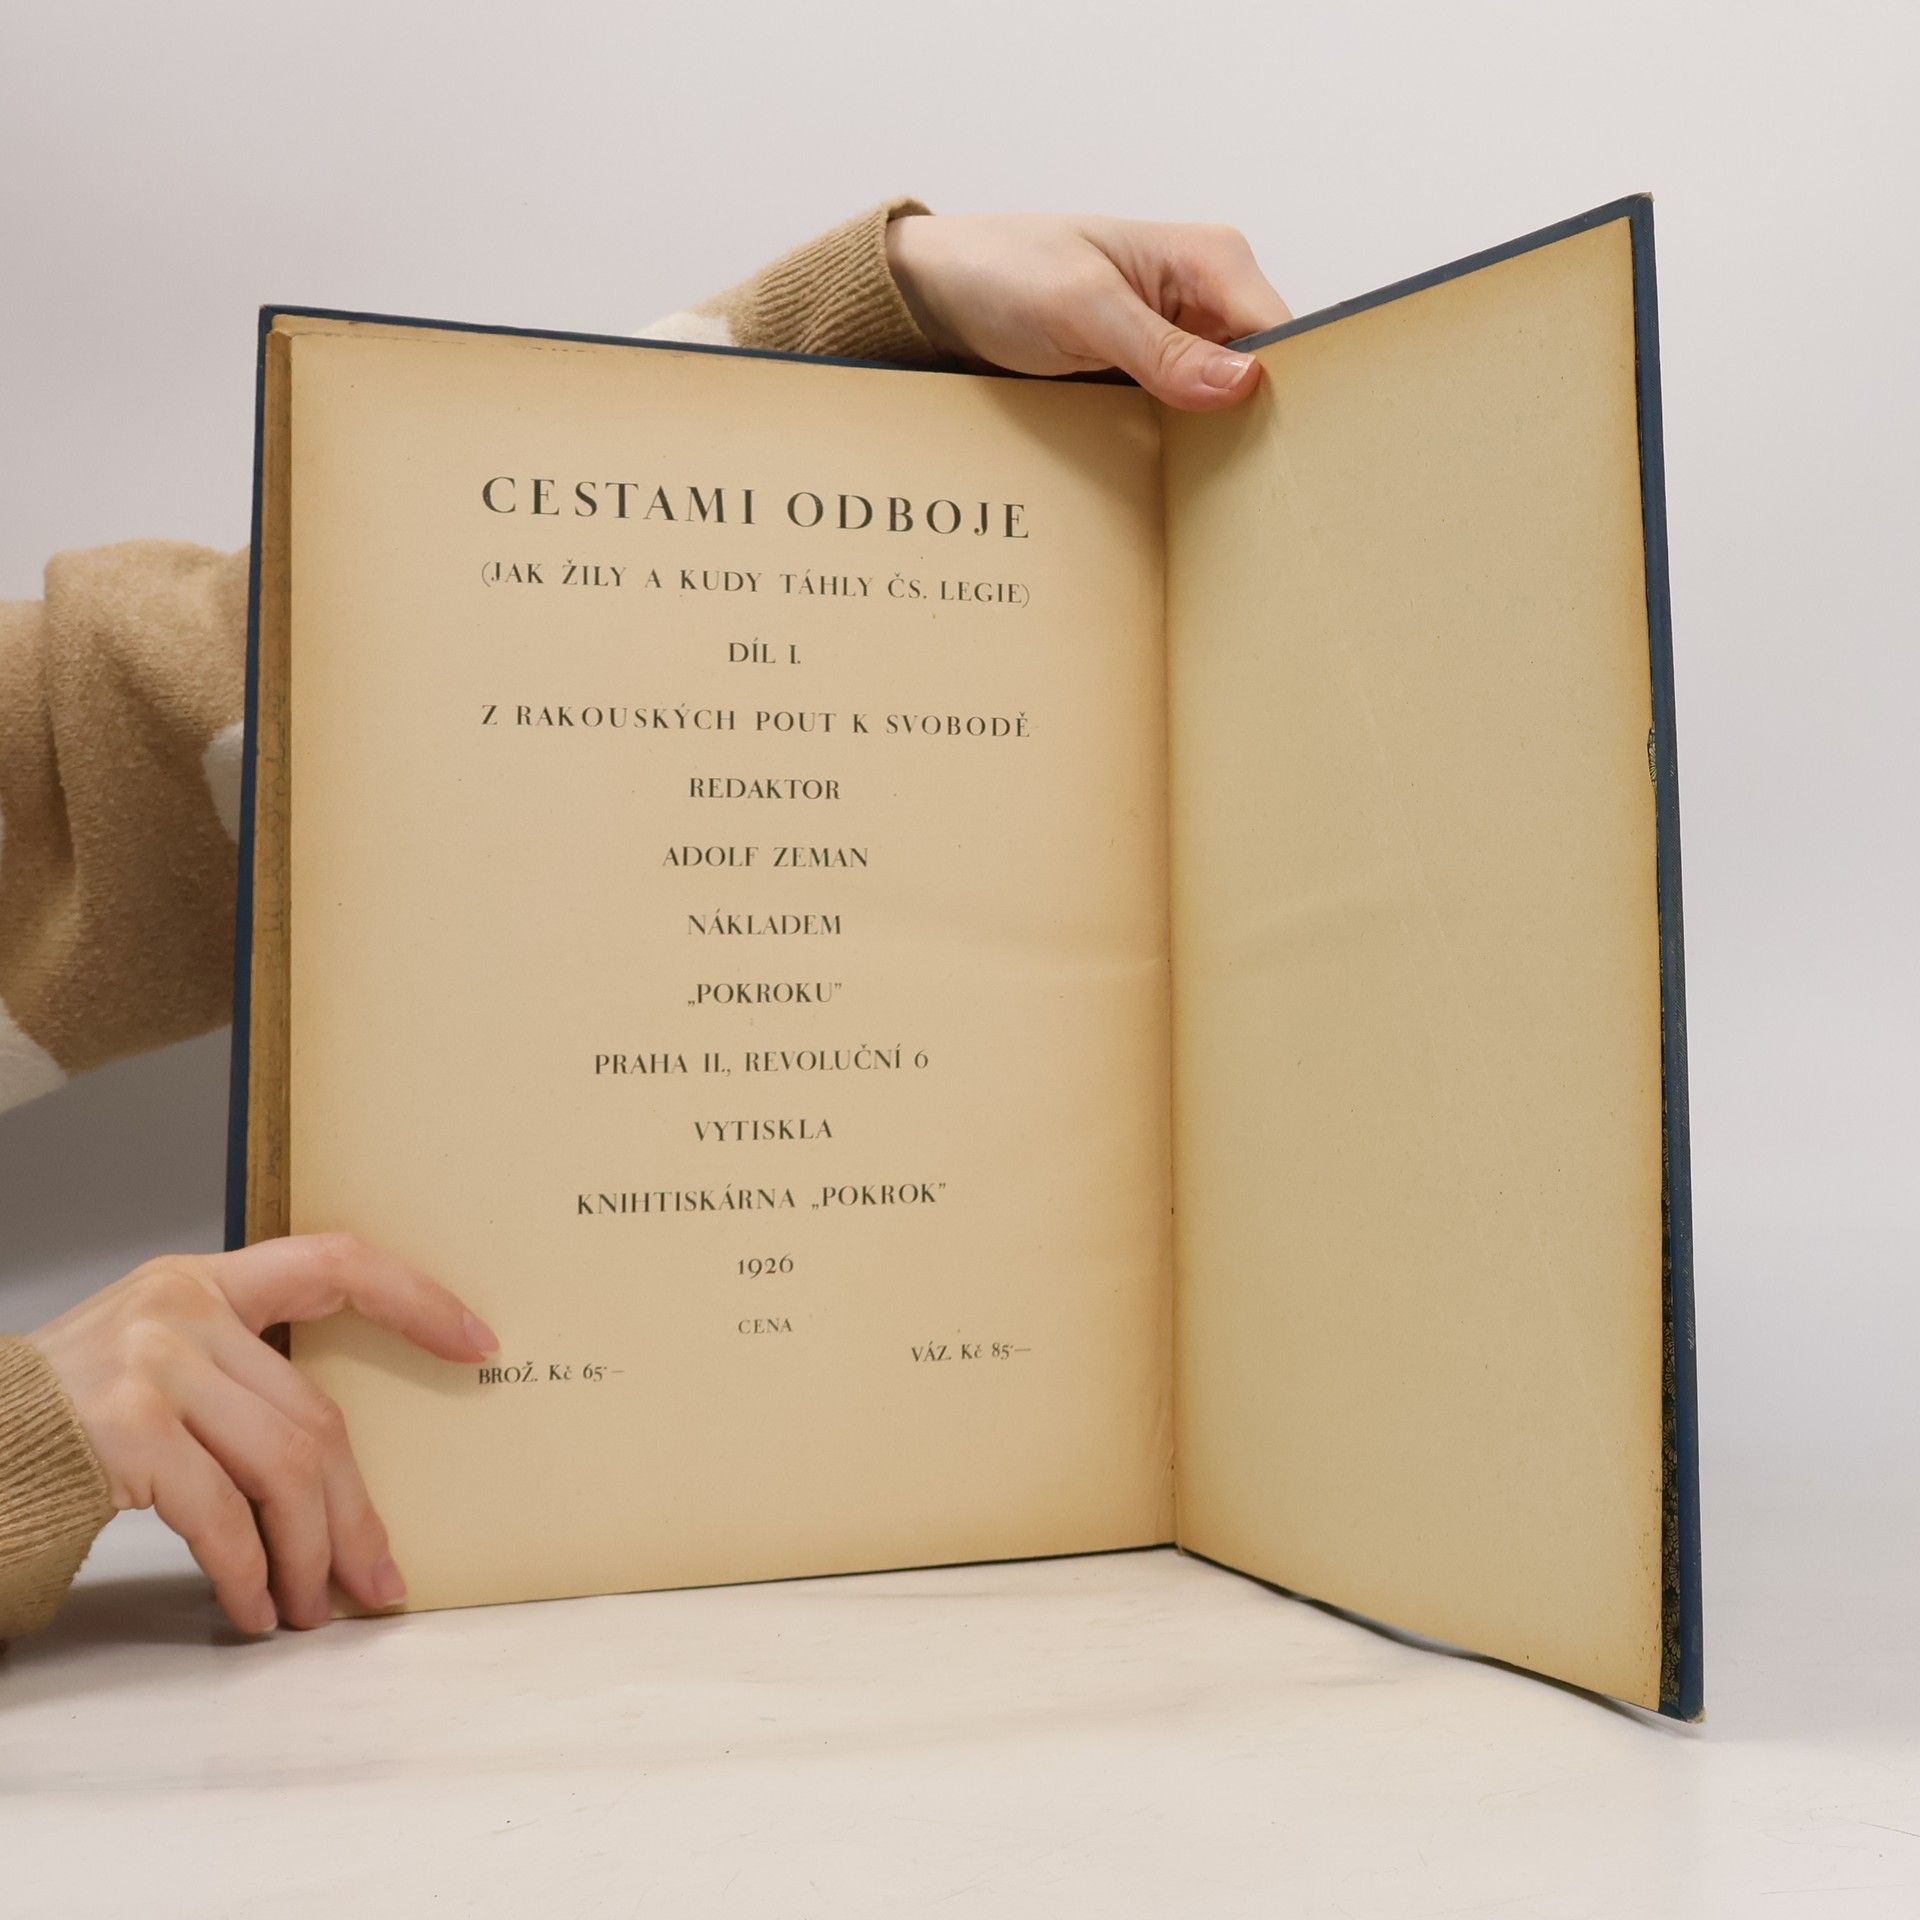 CESTAMI ODBOJE
(JAK ŽILY A KUDY TÁHLY ČS. LEGIE)
DÍL I.
Z RAKOUSKÝCH POUT K SVOBODĚ
REDAKTOR
ADOLF ZEMAN
NÁKLADEM
„POKROKU”
PRAHA II., REVOLUČNÍ 6
VYTISKLA
KNIHTISKÁRNA „POKROK”
1926
CENA
BROŽ. Kč 65·— VÁZ. Kč 85·—